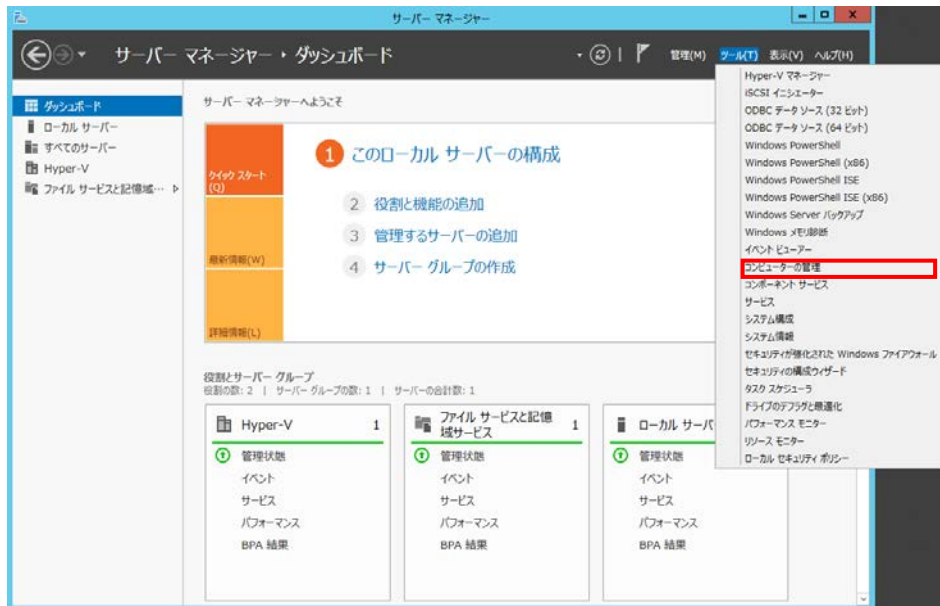 サーバー マネージャー
サーバー マネージャー ・ ダッシュボード
管理(M)
ツール(T)
表示(V)
ヘルプ(H)
ダッシュボード
ローカル サーバー
すべてのサーバー
Hyper-V
ファイル サービスと記憶域…
サーバー マネージャーへようこそ
クイック スタート
(Q)
最新情報(W)
詳細情報(L)
1 このローカル サーバーの構成
2 役割と機能の追加
3 管理するサーバーの追加
4 サーバー グループの作成
役割とサーバー グループ
役割の数: 2 | サーバー グループの数: 1 | サーバーの合計数: 1
Hyper-V 1
管理状態
イベント
サービス
パフォーマンス
BPA 結果
ファイル サービスと記憶
域サービス 1
管理状態
イベント
サービス
パフォーマンス
BPA 結果
ローカル サーバ
管理状態
イベント
サービス
パフォーマンス
BPA 結果
Hyper-V マネージャー
iSCSI イニシエーター
ODBC データ ソース (32 ビット)
ODBC データ ソース (64 ビット)
Windows PowerShell
Windows PowerShell (x86)
Windows PowerShell ISE
Windows PowerShell ISE (x86)
Windows Server バックアップ
Windows メモリ診断
イベント ビューアー
コンピューターの管理
コンポーネント サービス
サービス
システム構成
システム情報
セキュリティが強化された Windows ファイアウォール
セキュリティの構成ウィザード
タスク スケジューラ
ドライブのデフラグと最適化
パフォーマンス モニター
リソース モニター
ローカル セキュリティ ポリシー